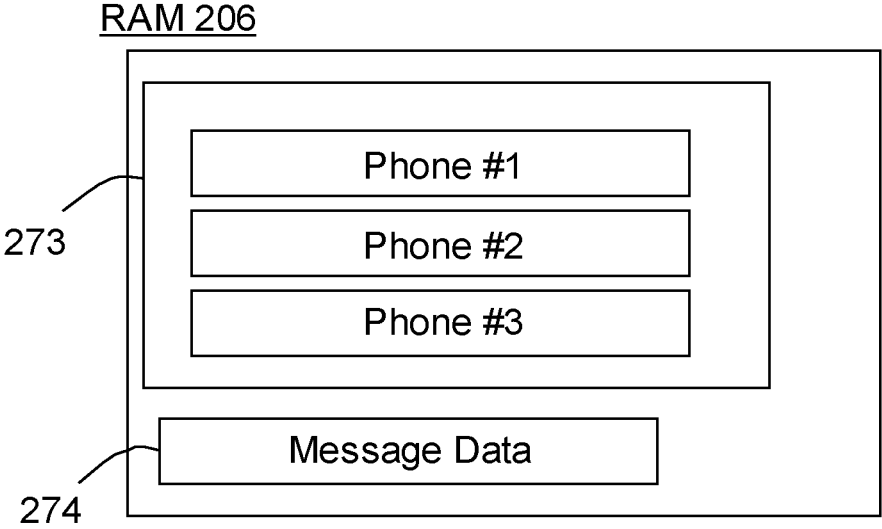 RAM 206
Phone #1
273
Phone #2
Phone #3
Message Data
274